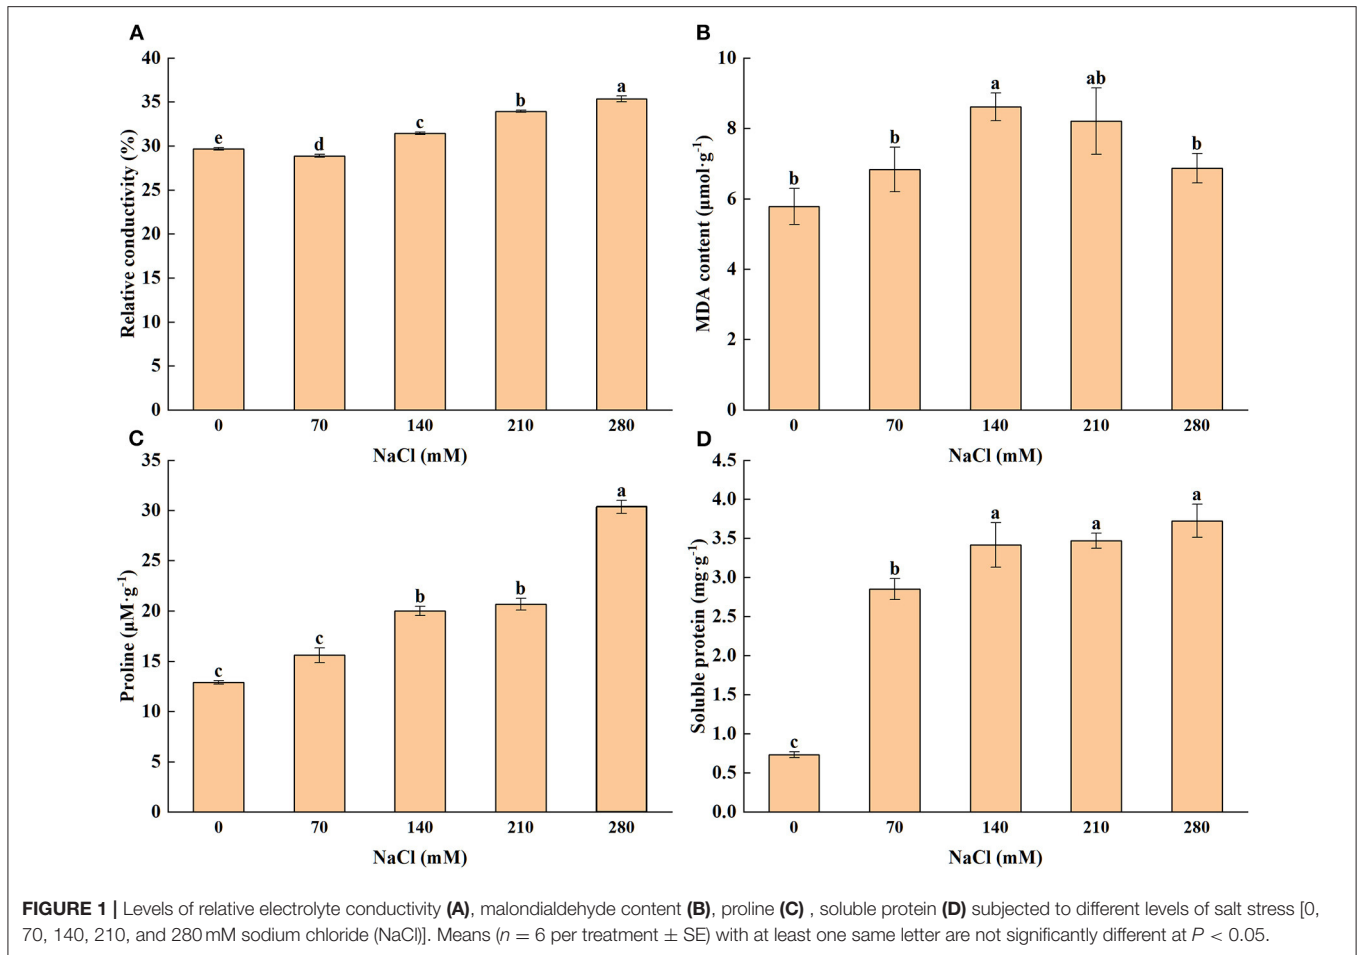 A
40
35
30
25
20
15
10
5
0
Relative conductivity (%)
e
d
c
b
a
0 70 140 210 280
NaCl (mM)
B
10
8
6
4
2
0
MDA content (μmol·g⁻¹)
b
b
a
ab
b
0 70 140 210 280
NaCl (mM)
C
35
30
25
20
15
10
5
0
Proline (μM·g⁻¹)
c
c
b
b
a
0 70 140 210 280
NaCl (mM)
D
4.5
4.0
3.5
3.0
2.5
2.0
1.5
1.0
0.5
0.0
Soluble protein (mg·g⁻¹)
c
b
a
a
a
0 70 140 210 280
NaCl (mM)
FIGURE 1 | Levels of relative electrolyte conductivity (A), malondialdehyde content (B), proline (C) , soluble protein (D) subjected to different levels of salt stress [0,
70, 140, 210, and 280 mM sodium chloride (NaCl)]. Means (n = 6 per treatment ± SE) with at least one same letter are not significantly different at P < 0.05.